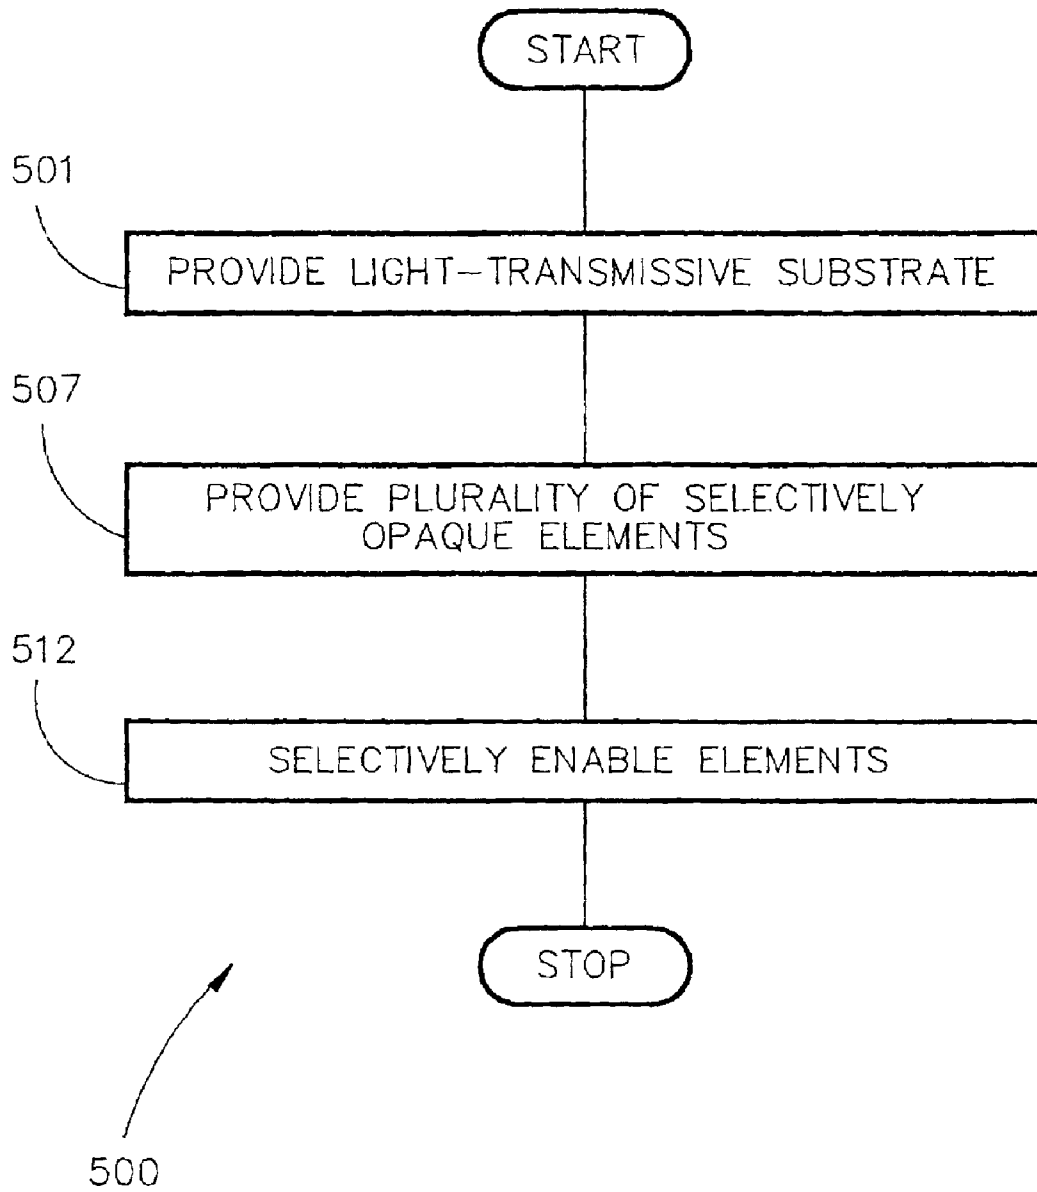 START
501
PROVIDE LIGHT-TRANSMISSIVE SUBSTRATE
507
PROVIDE PLURALITY OF SELECTIVELY
OPAQUE ELEMENTS
512
SELECTIVELY ENABLE ELEMENTS
STOP
500